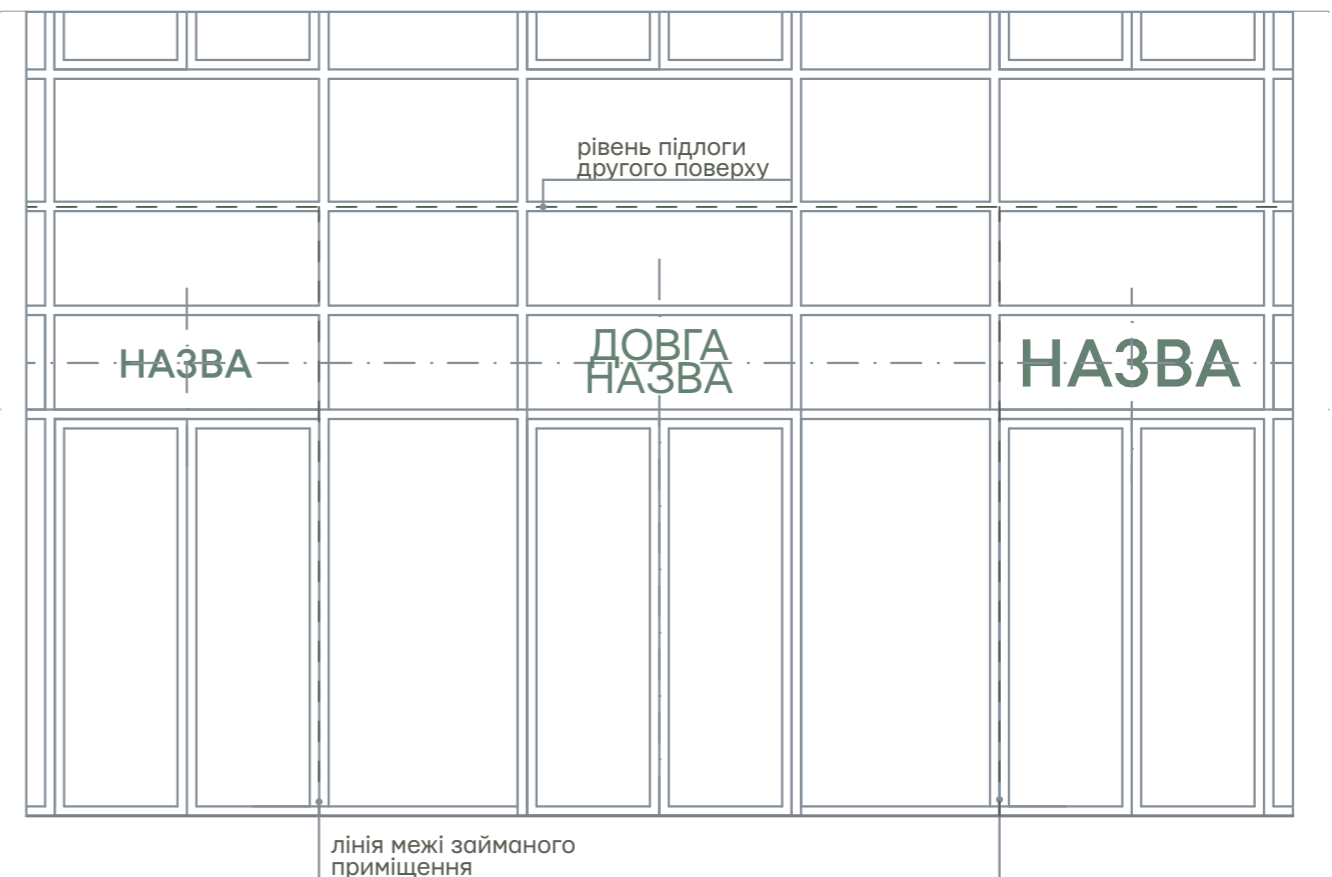 рівень підлоги
другого поверху
НАЗВА
ДОВГА
НАЗВА
НАЗВА
лінія межі займаного
приміщення